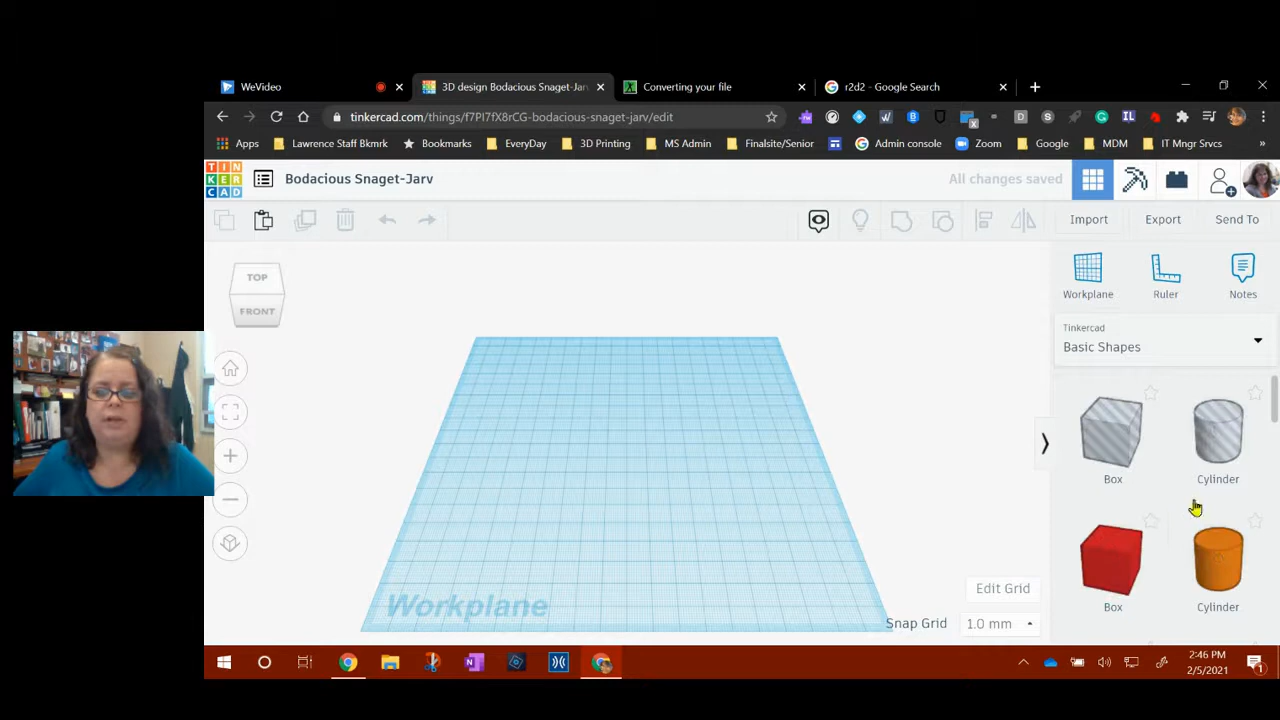 WeVideo
3D design Bodacious Snaget-Jarv
Converting your file
r2d2 - Google Search
tinkercad.com/things/f7PI7fX8rCG-bodacious-snaget-jarv/edit
Apps
Lawrence Staff Bkmrk
Bookmarks
EveryDay
3D Printing
MS Admin
Finalsite/Senior
Admin console
Zoom
Google
MDM
IT Mngr Srvcs
»
TIN
KER
CAD
Bodacious Snaget-Jarv
All changes saved
Import
Export
Send To
TOP
FRONT
Workplane
Ruler
Notes
Tinkercad
Basic Shapes
Box
Cylinder
Box
Cylinder
Workplane
Edit Grid
Snap Grid
1.0 mm
2:46 PM
2/5/2021